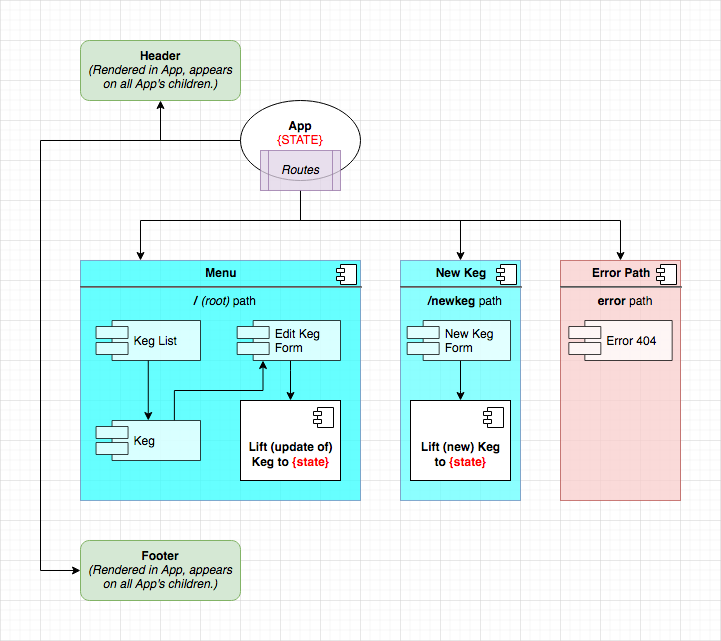 Header
(Rendered in App, appears
on all App's children.)
App
{STATE}
Routes
Menu
/ (root) path
Keg List
Edit Keg
Form
Keg
Lift (update of)
Keg to {state}
New Keg
/newkeg path
New Keg
Form
Lift (new) Keg
to {state}
Error Path
error path
Error 404
Footer
(Rendered in App, appears
on all App's children.)